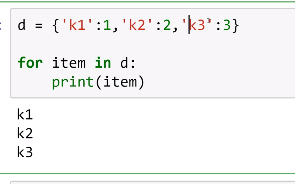 d = {'k1':1,'k2':2,'k3':3}
for item in d:
    print(item)
k1
k2
k3